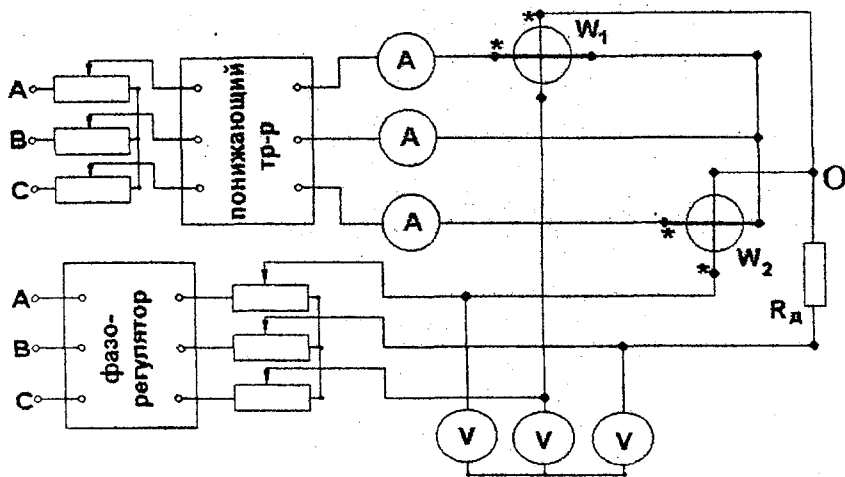 * W₁
*
A
A
B
C
понижающий
тр-р
A
A
O
*
*
W₂
A
B
C
фазо-
регулятор
Rд
V
V
V